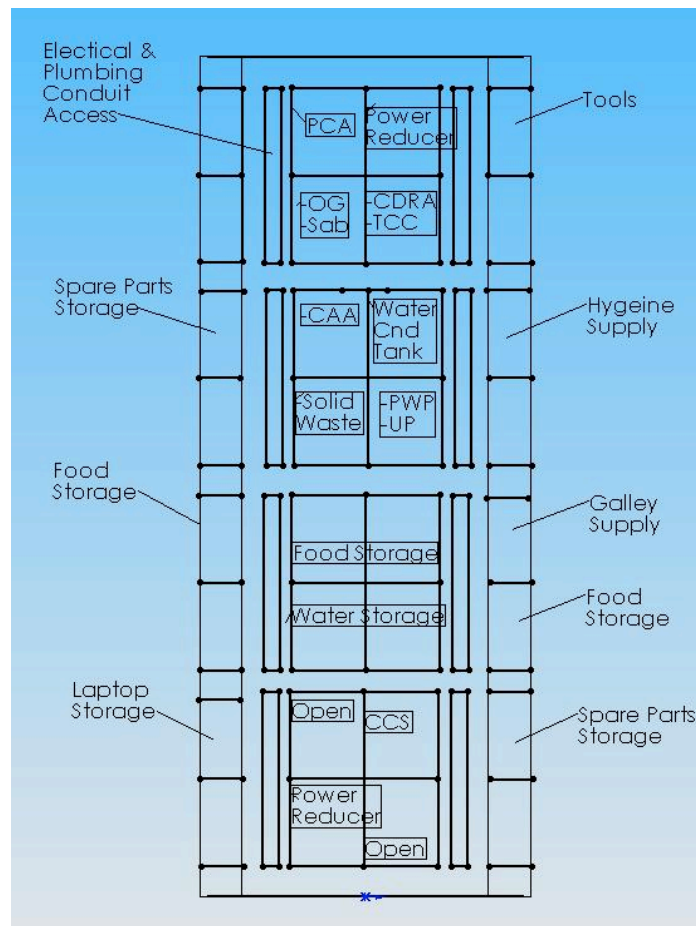 Electical &
Plumbing
Conduit
Access
Tools
PCA
Power
Reducer
-OG
-Sab
-CDRA
-TCC
Spare Parts
Storage
Hygeine
Supply
-CAA
Water
Cnd
Tank
-Solid
Waste
-PWP
-UP
Food
Storage
Galley
Supply
Food Storage
Water Storage
Food
Storage
Laptop
Storage
Open
CCS
Spare Parts
Storage
Power
Reducer
Open